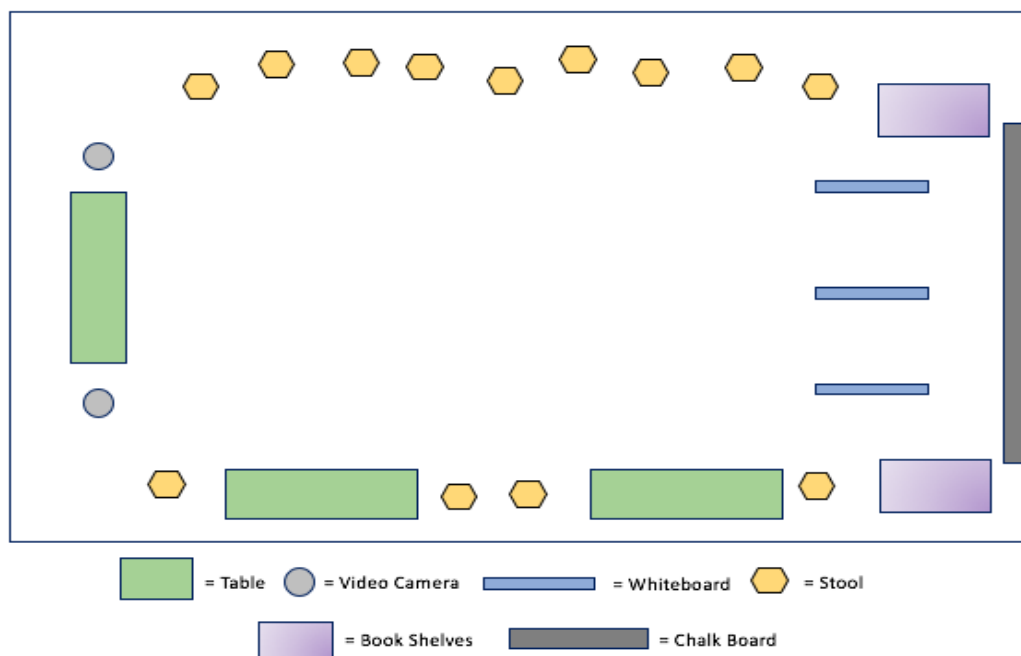 = Table = Video Camera = Whiteboard = Stool
= Book Shelves = Chalk Board